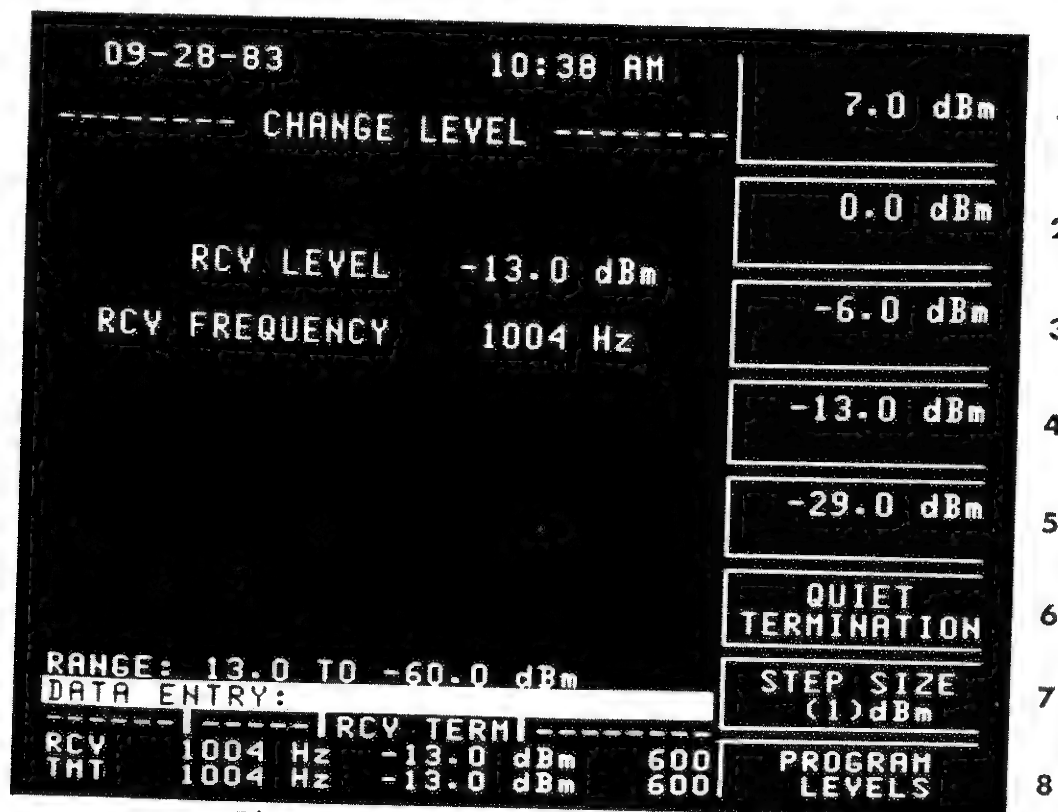 09-28-83 10:38 AM
-------- CHANGE LEVEL --------
RCV LEVEL -13.0 dBm
RCV FREQUENCY 1004 Hz
RANGE: 13.0 TO -60.0 dBm
DATA ENTRY:
RCV TERM
RCV 1004 Hz -13.0 dBm 600
TMT 1004 Hz -13.0 dBm 600
7.0 dBm
0.0 dBm
2
-6.0 dBm
3
-13.0 dBm
4
-29.0 dBm
5
QUIET
TERMINATION
6
STEP SIZE
(1)dBm
7
PROGRAM
LEVELS
8